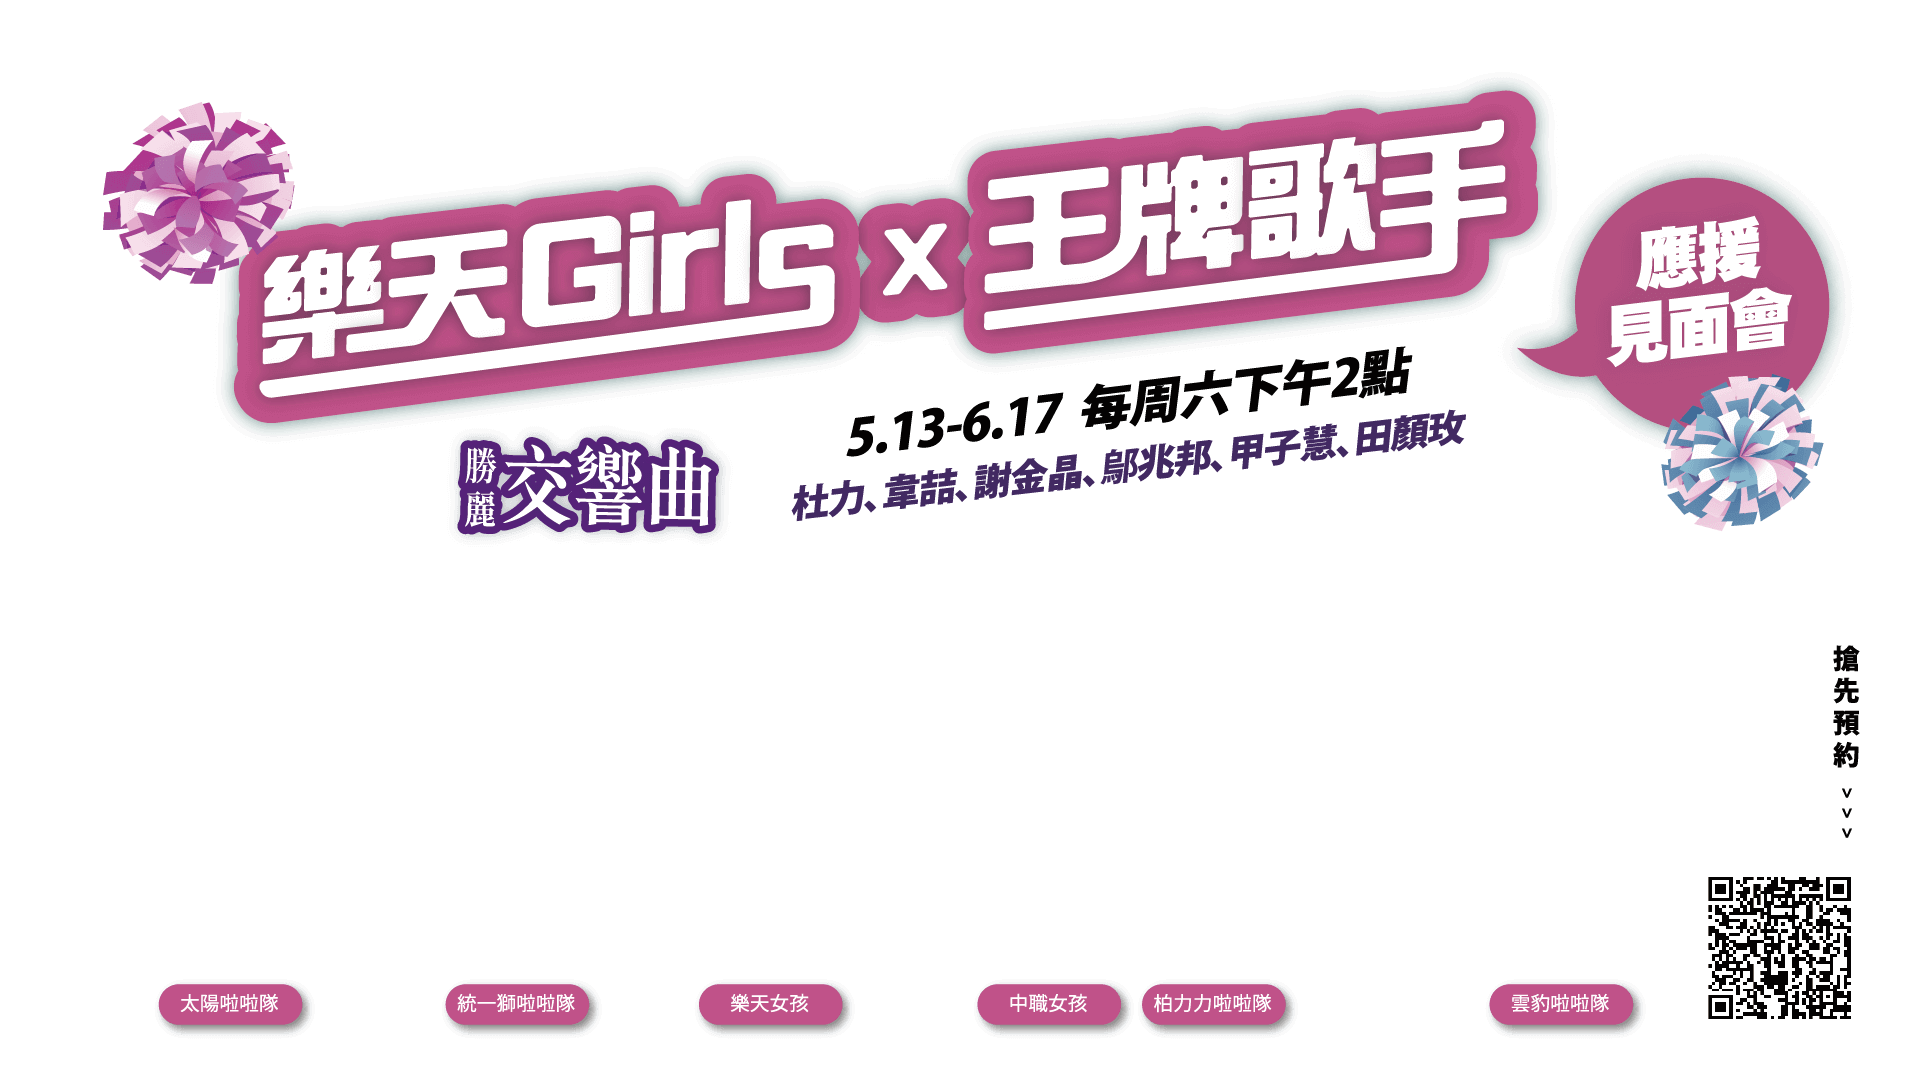 樂天Girls x 王牌歌手
應援
見面會
5.13-6.17 每周六下午2點
杜力、韋喆、謝金晶、鄔兆邦、甲子慧、田顏玫
勝麗
交響曲
搶先預約
>>>
太陽啦啦隊
統一獅啦啦隊
樂天女孩
中職女孩
柏力力啦啦隊
雲豹啦啦隊